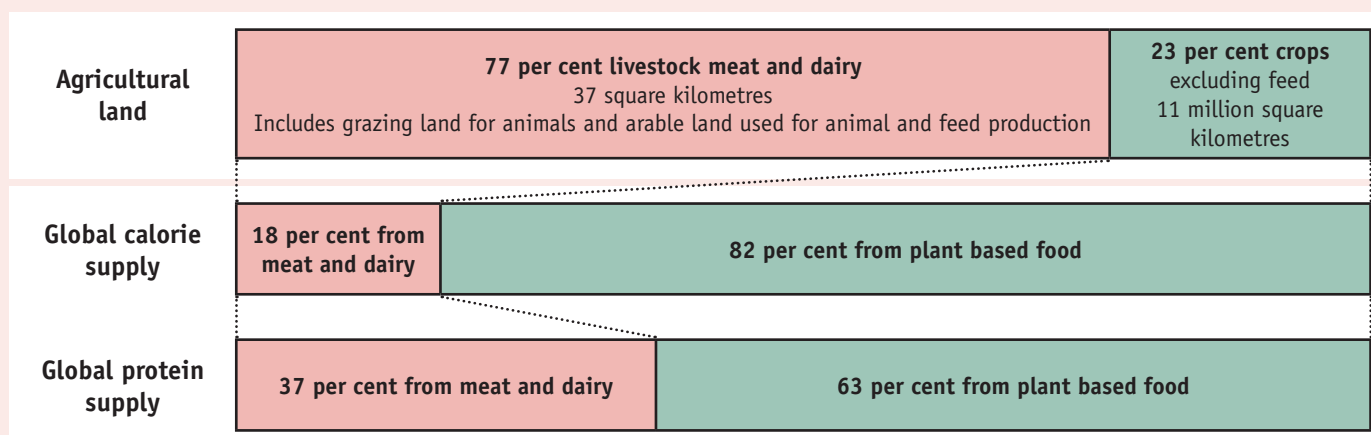 Agricultural
land
77 per cent livestock meat and dairy
37 square kilometres
Includes grazing land for animals and arable land used for animal and feed production
23 per cent crops
excluding feed
11 million square
kilometres
Global calorie
supply
18 per cent from
meat and dairy
82 per cent from plant based food
Global protein
supply
37 per cent from meat and dairy
63 per cent from plant based food